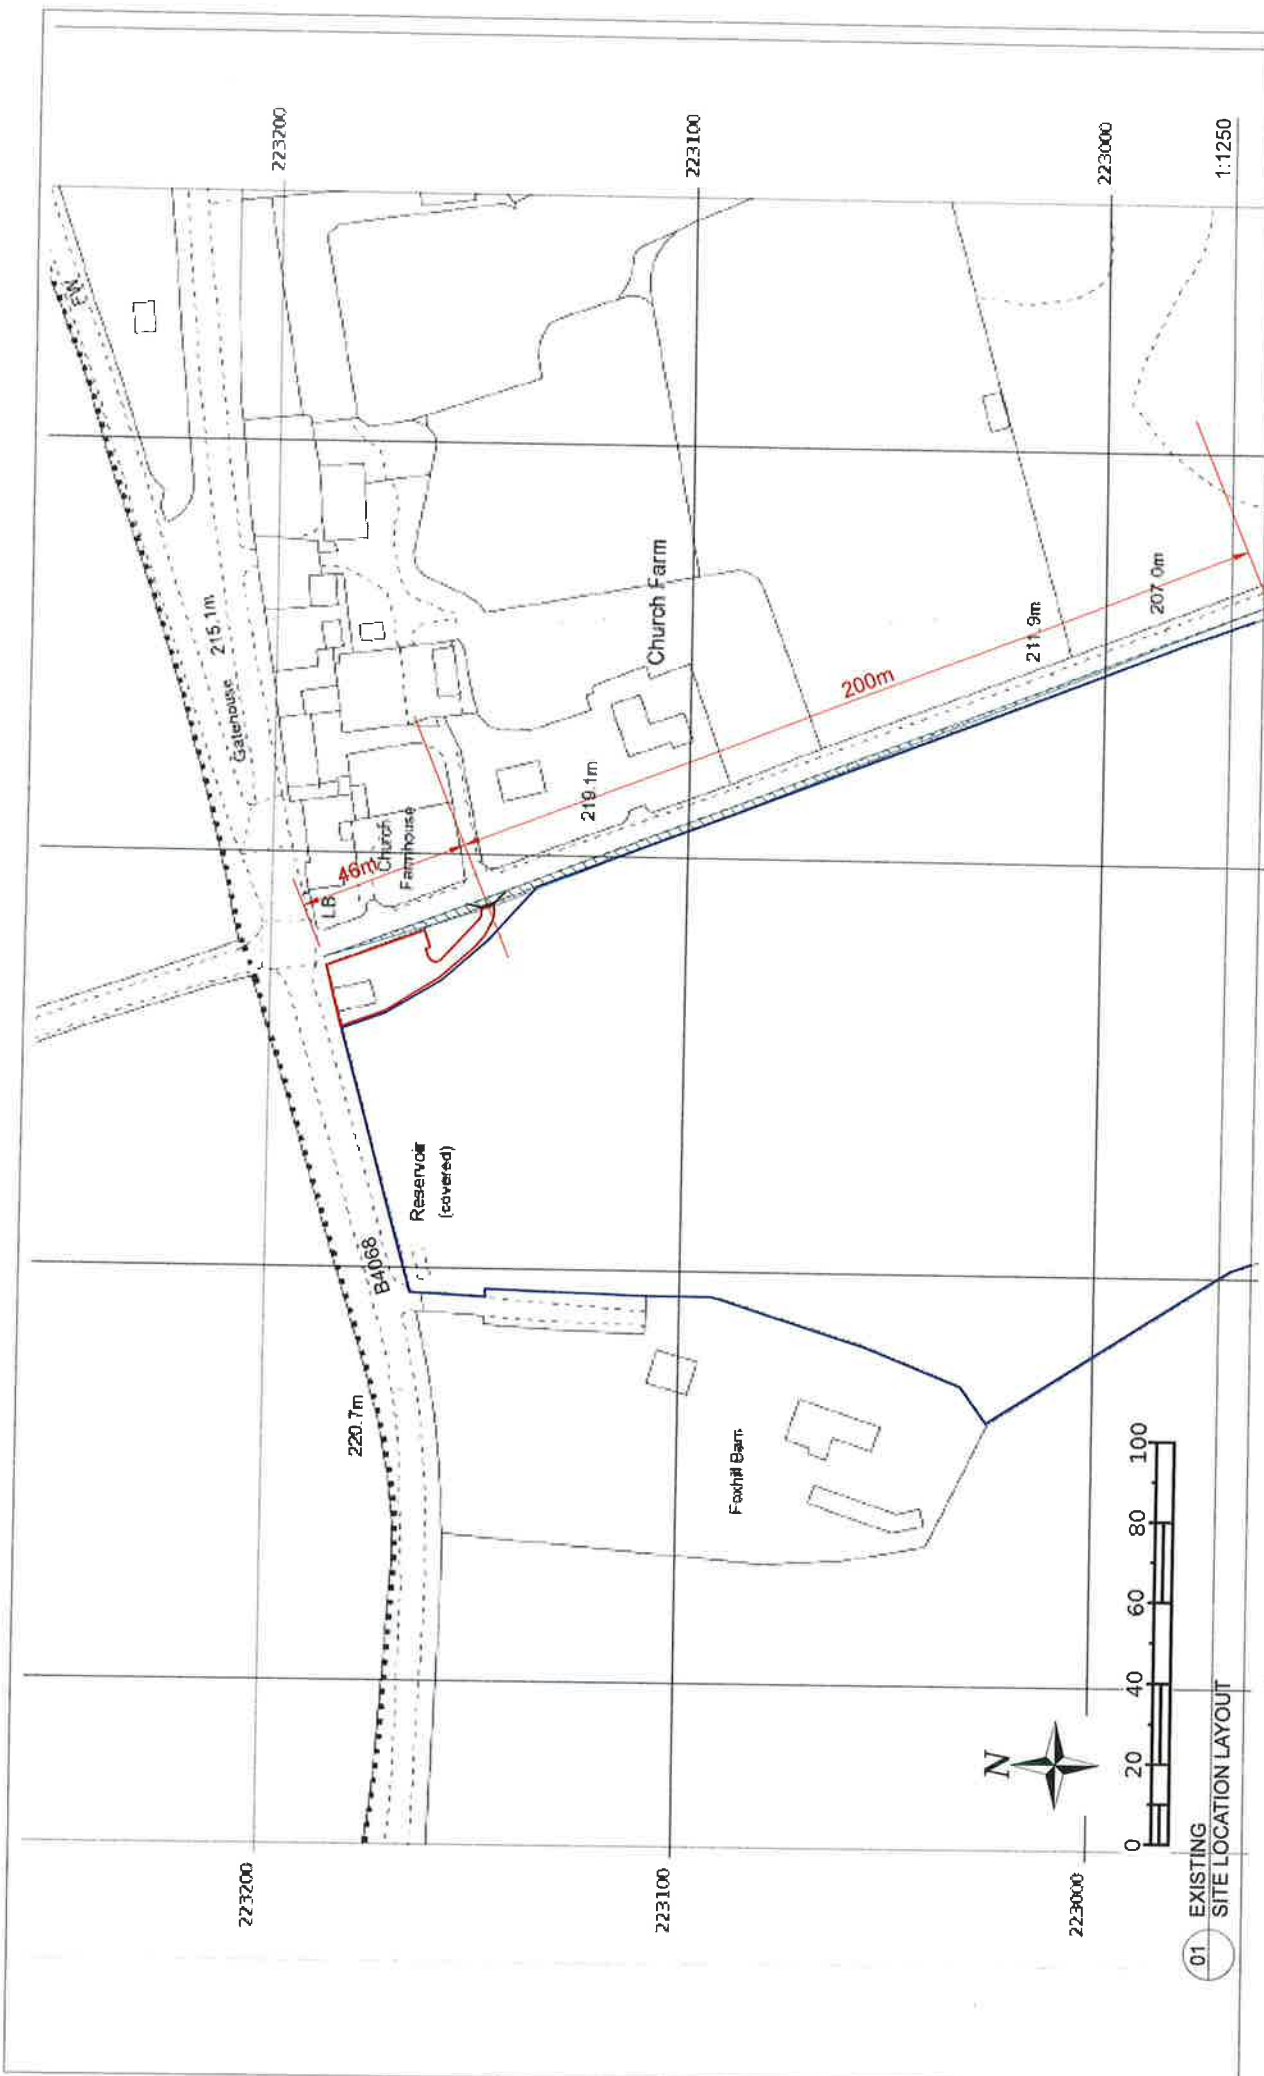 223200
223100
223000
1:1250
FW
215.1m
Gatehouse
46m
LB
Church
Farmhouse
219.1m
Church Farm
200m
211.9m
207.0m
B4068
Reservoir
(covered)
220.7m
Foxhill Barn
223200
223100
223000
N
0 20 40 60 80 100
01
EXISTING
SITE LOCATION LAYOUT